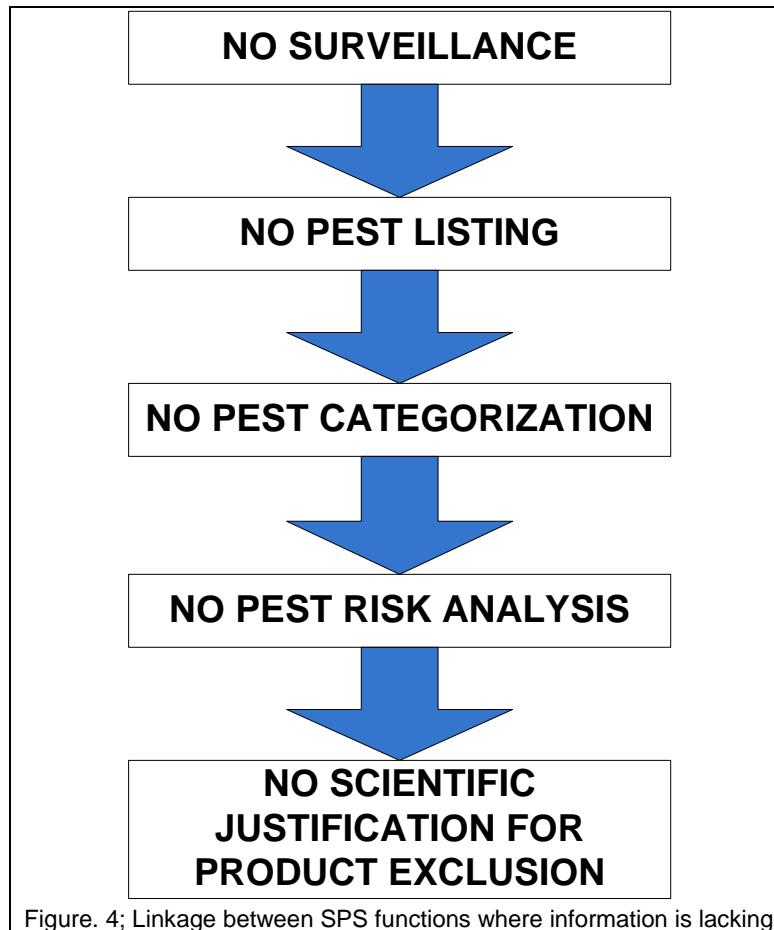 NO SURVEILLANCE
NO PEST LISTING
NO PEST CATEGORIZATION
NO PEST RISK ANALYSIS
NO SCIENTIFIC
JUSTIFICATION FOR
PRODUCT EXCLUSION
Figure. 4; Linkage between SPS functions where information is lacking